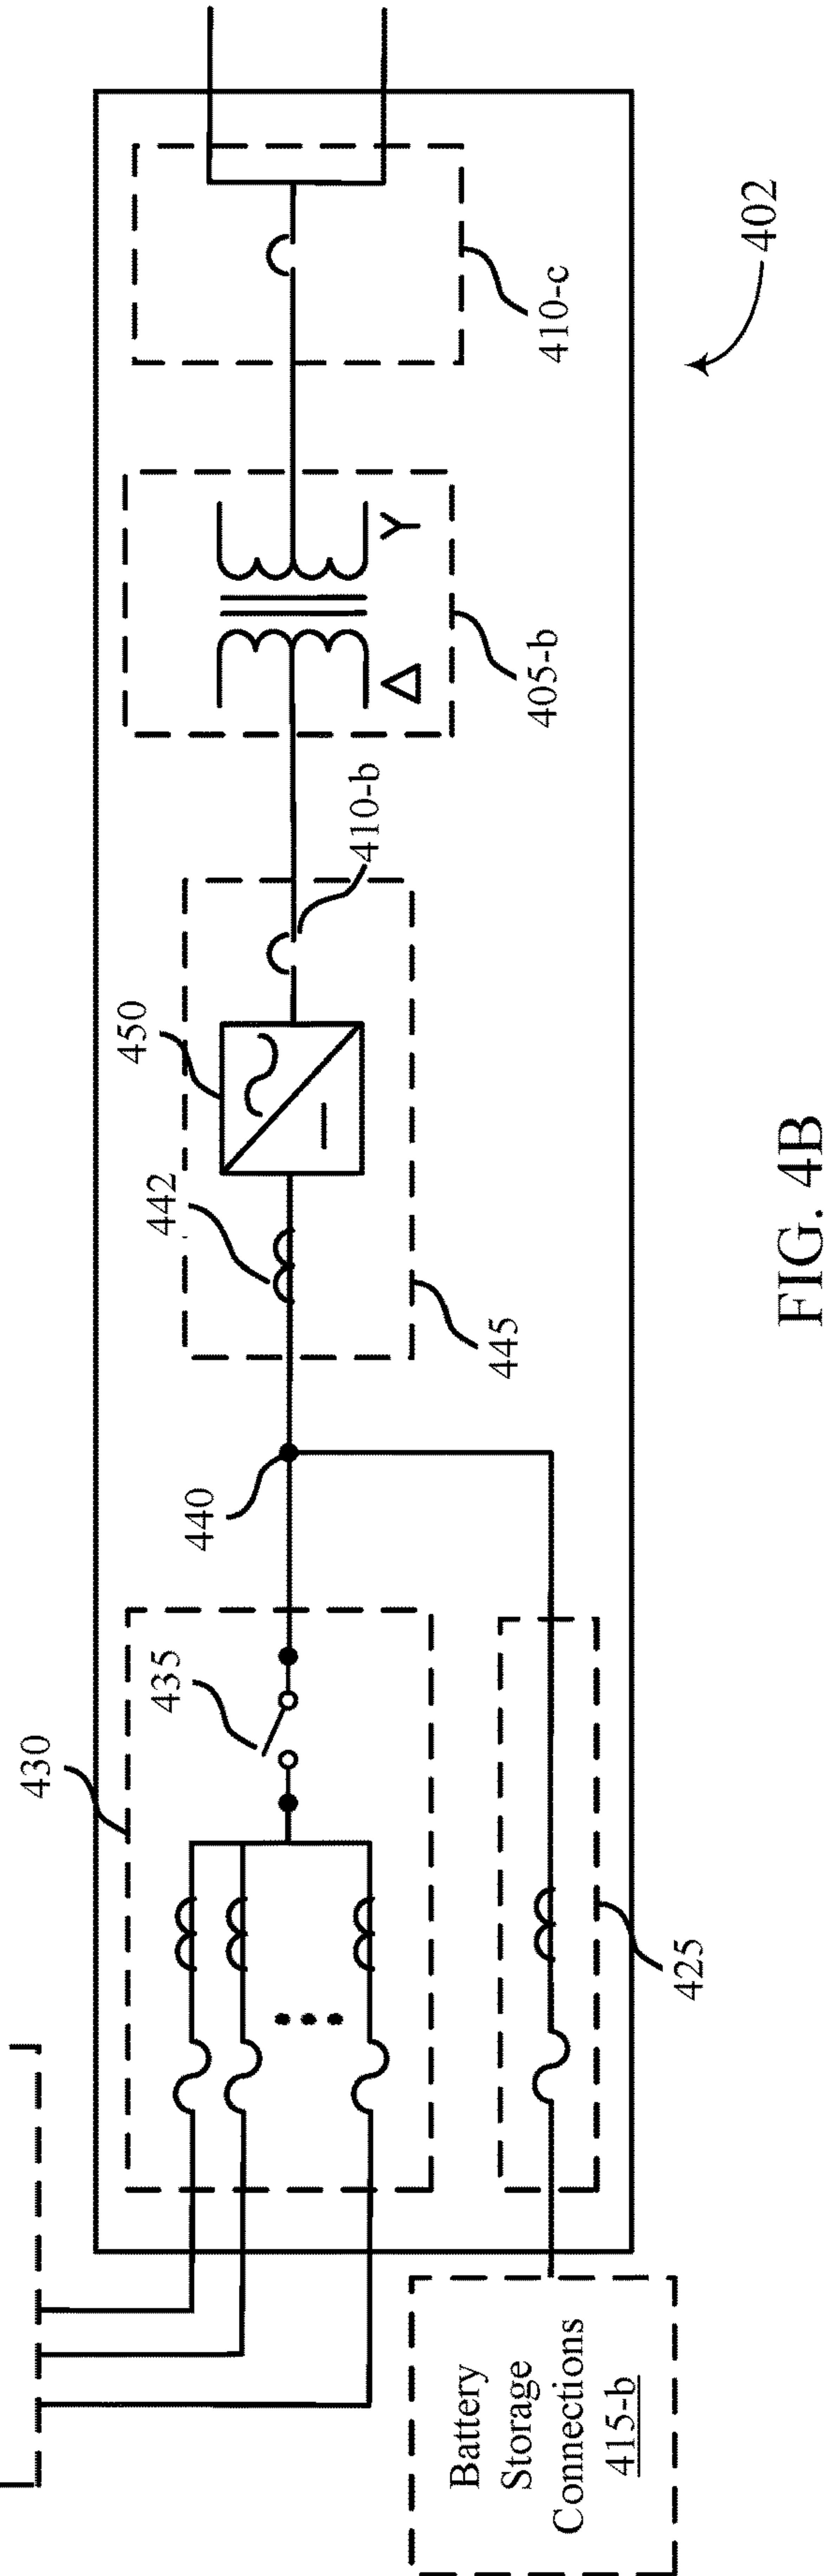 430
435
440
442
450
410-b
405-b
Δ
Y
410-c
402
445
425
Battery
Storage
Connections
415-b
FIG. 4B